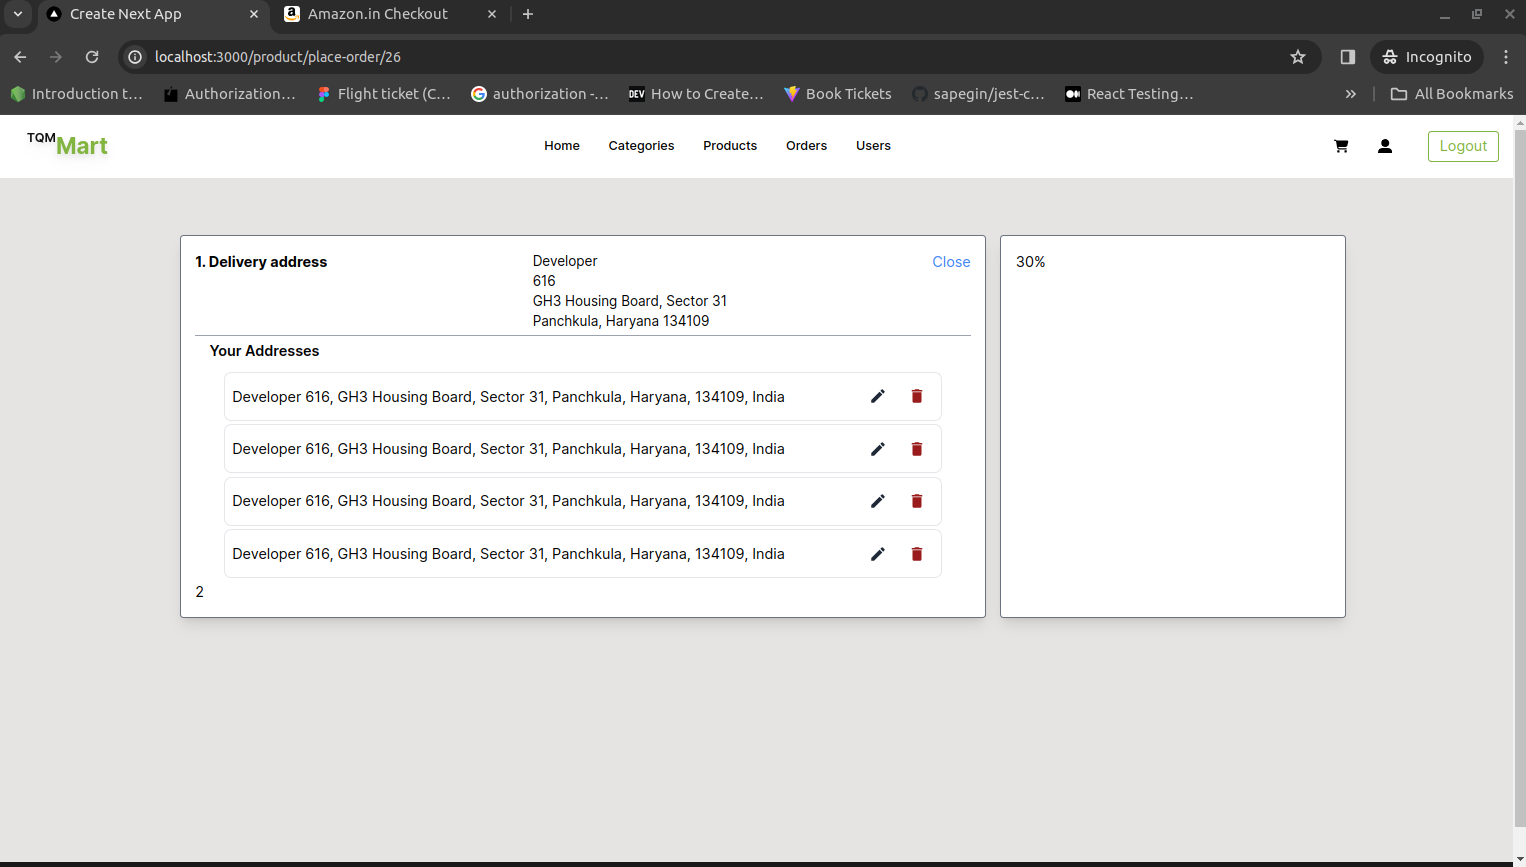 Create Next App
Amazon.in Checkout
localhost:3000/product/place-order/26
Incognito
Introduction t...
Authorization...
Flight ticket (C...
authorization -...
DEV
How to Create...
Book Tickets
sapegin/jest-c...
React Testing...
All Bookmarks
TQM Mart
Home
Categories
Products
Orders
Users
Logout
1. Delivery address
Developer
616
GH3 Housing Board, Sector 31
Panchkula, Haryana 134109
Close
30%
Your Addresses
Developer 616, GH3 Housing Board, Sector 31, Panchkula, Haryana, 134109, India
Developer 616, GH3 Housing Board, Sector 31, Panchkula, Haryana, 134109, India
Developer 616, GH3 Housing Board, Sector 31, Panchkula, Haryana, 134109, India
Developer 616, GH3 Housing Board, Sector 31, Panchkula, Haryana, 134109, India
2